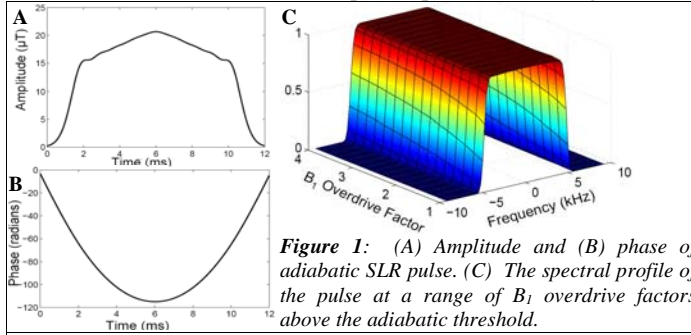 A
25
20
15
10
5
0
Amplitude (μT)
0 2 4 6 8 10 12
Time (ms)
B
0
−20
−40
−60
−80
−100
−120
Phase (radians)
0 2 4 6 8 10 12
Time (ms)
C
1
0.5
0
4
3
2
1
B1 Overdrive Factor
−10
−5
0
5
10
Frequency (kHz)
Figure 1: (A) Amplitude and (B) phase of
adiabatic SLR pulse. (C) The spectral profile of
the pulse at a range of B1 overdrive factors
above the adiabatic threshold.